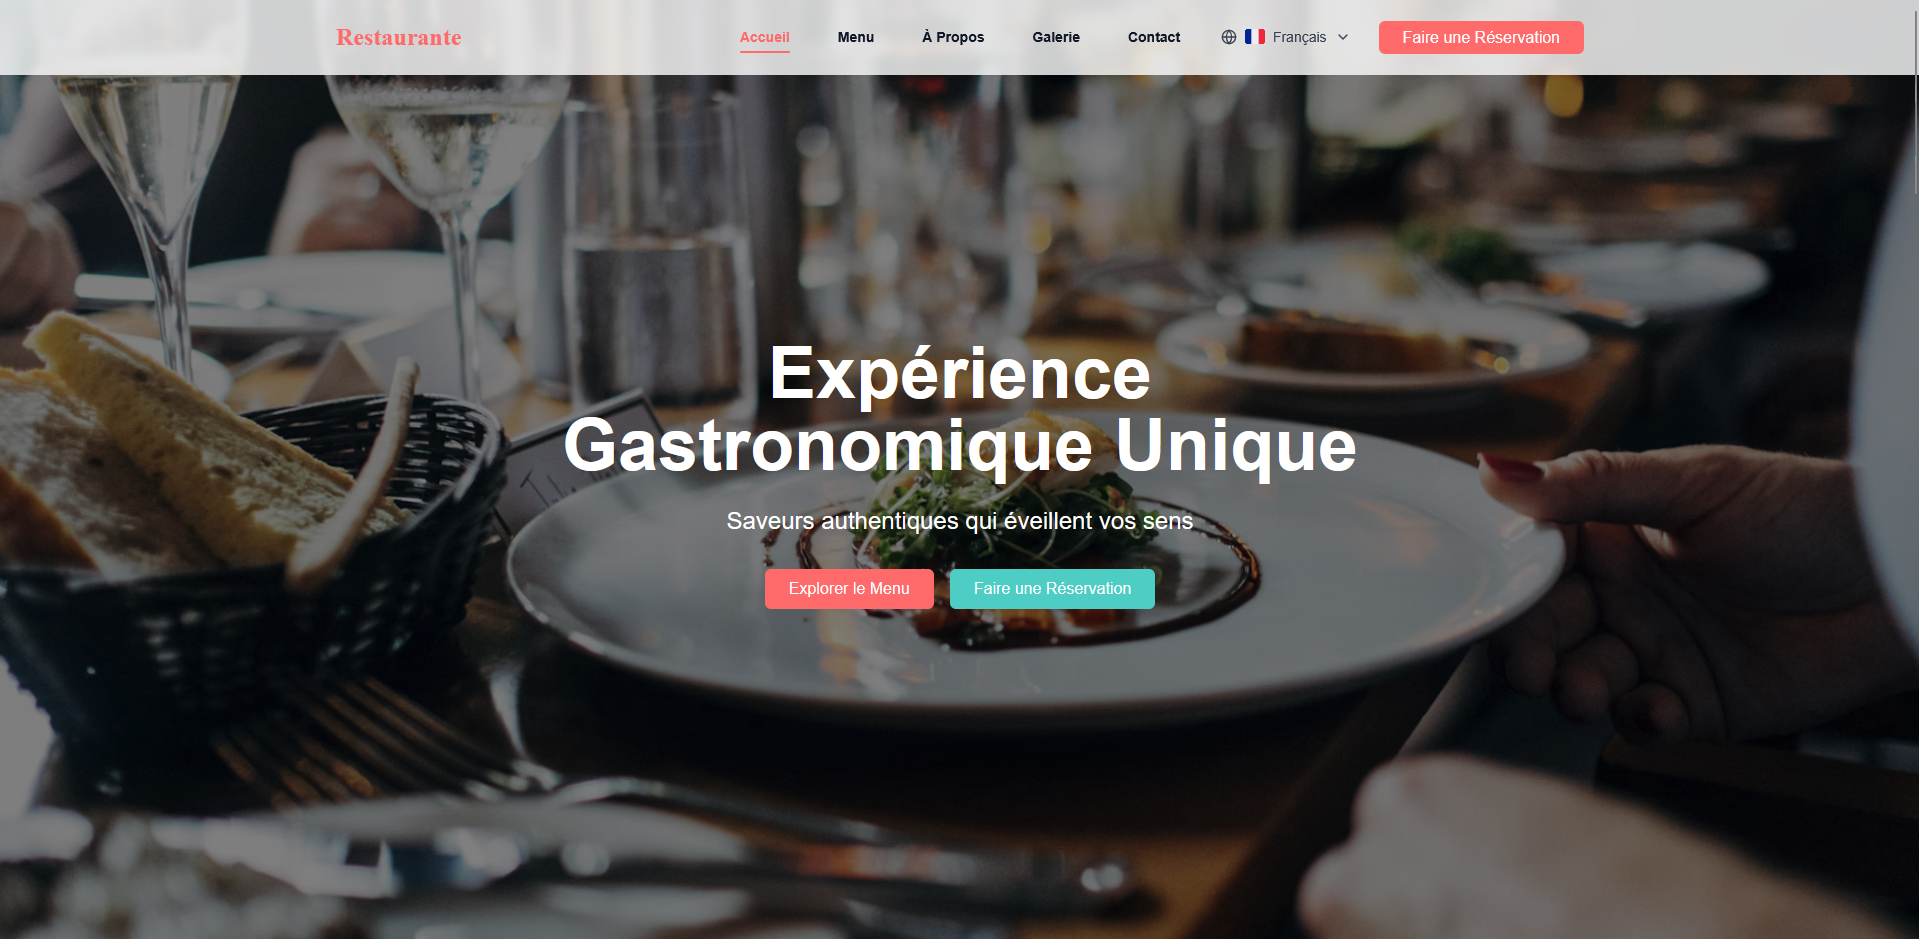 Restaurante
Accueil
Menu
À Propos
Galerie
Contact
Français
Faire une Réservation
Expérience
Gastronomique Unique
Saveurs authentiques qui éveillent vos sens
Explorer le Menu
Faire une Réservation